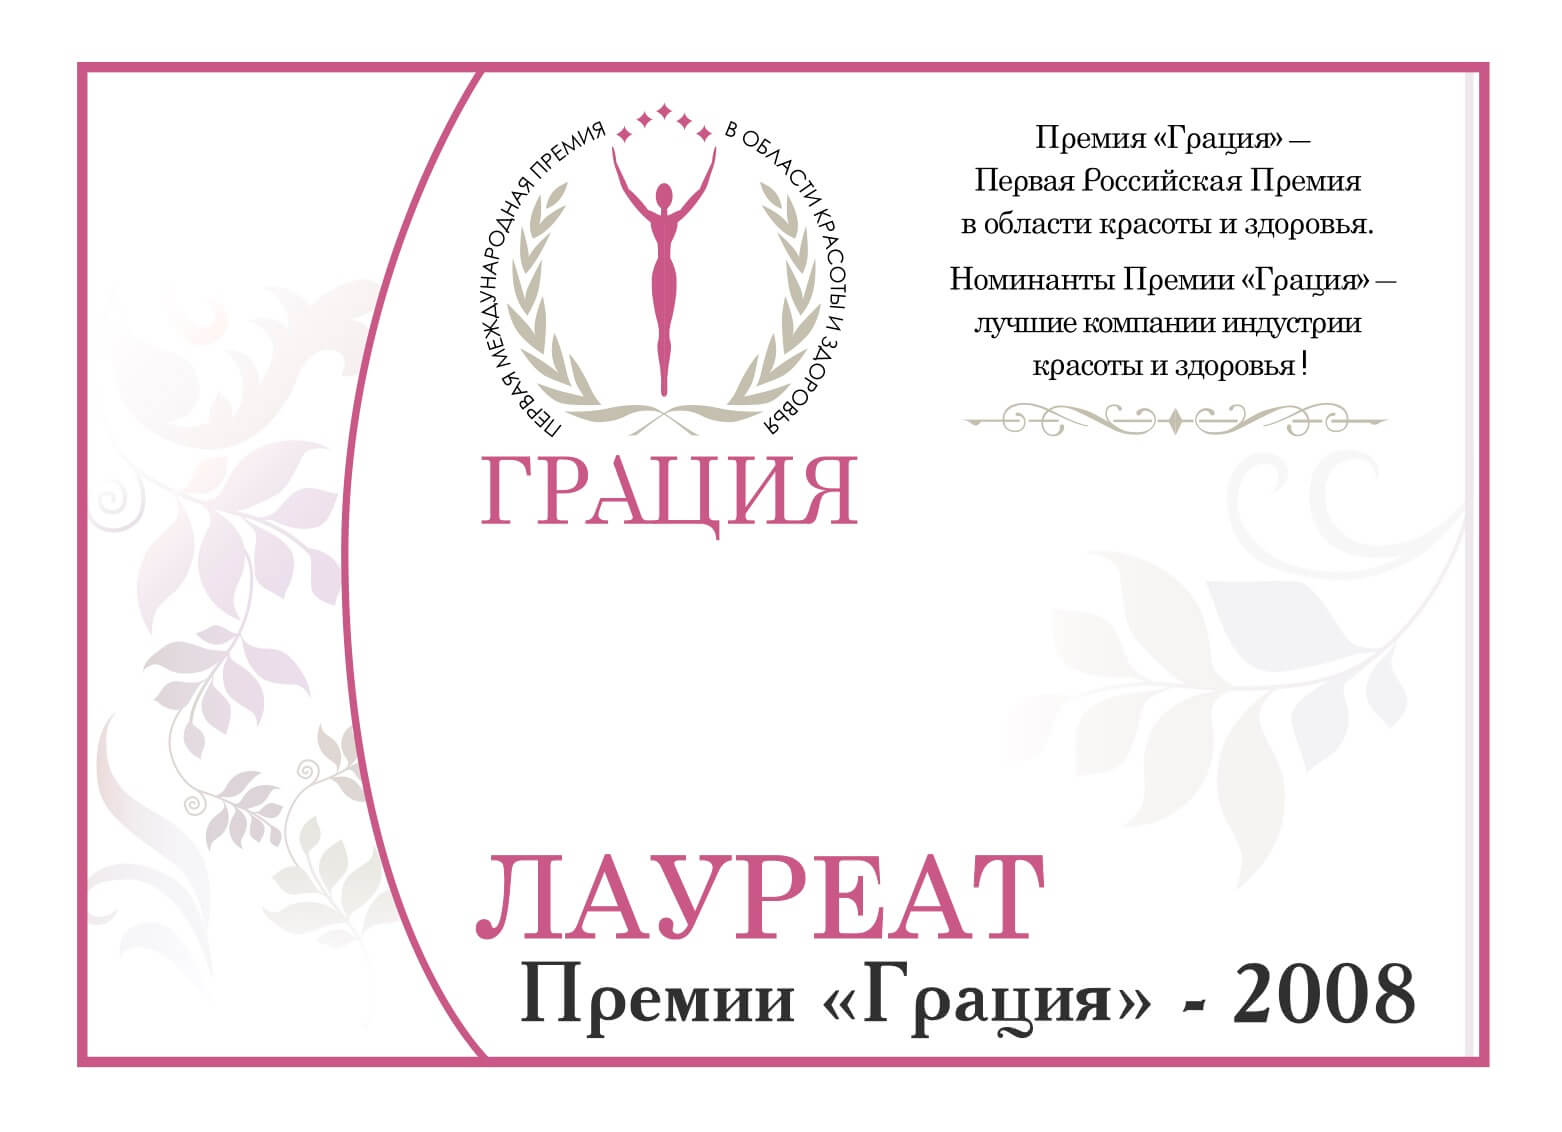 ПЕРВАЯ МЕЖДУНАРОДНАЯ ПРЕМИЯ В ОБЛАСТИ КРАСОТЫ И ЗДОРОВЬЯ
ГРАЦИЯ
Премия «Грация» —
Первая Российская Премия
в области красоты и здоровья.
Номинанты Премии «Грация» —
лучшие компании индустрии
красоты и здоровья!
ЛАУРЕАТ
Премии «Грация» - 2008